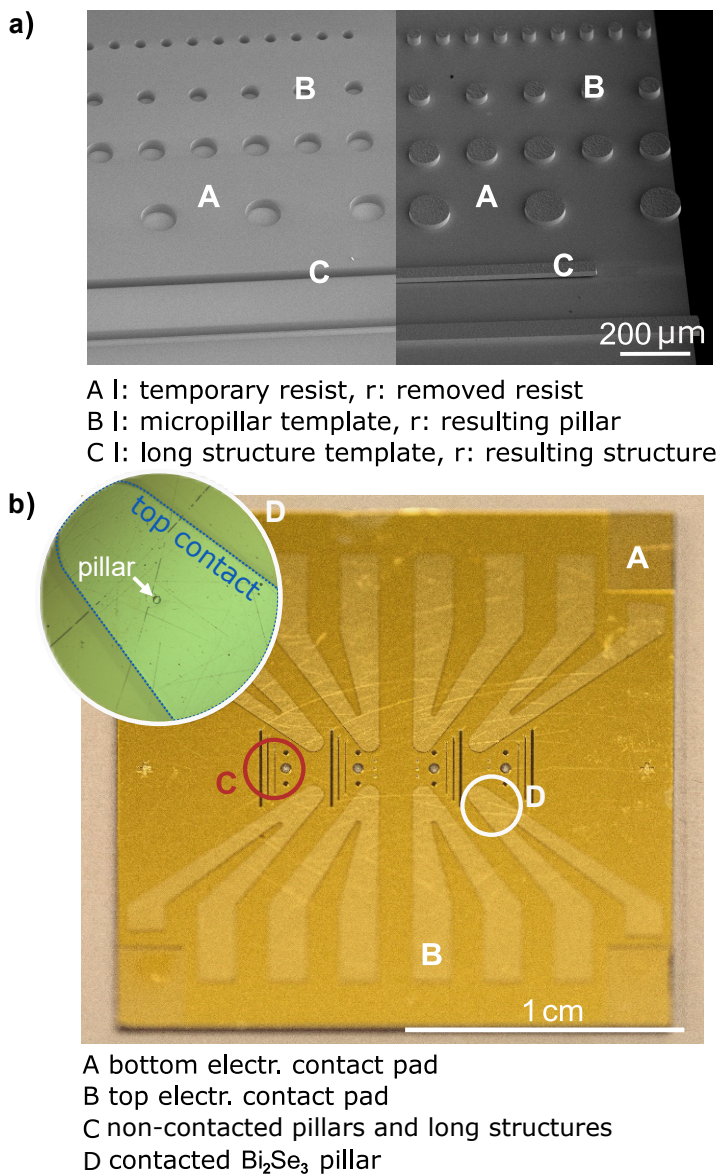 a)
B
B
A
A
C
C
200 µm
A l: temporary resist, r: removed resist
B l: micropillar template, r: resulting pillar
C l: long structure template, r: resulting structure
b)
D
top contact
A
pillar
C
D
B
1 cm
A bottom electr. contact pad
B top electr. contact pad
C non-contacted pillars and long structures
D contacted Bi₂Se₃ pillar